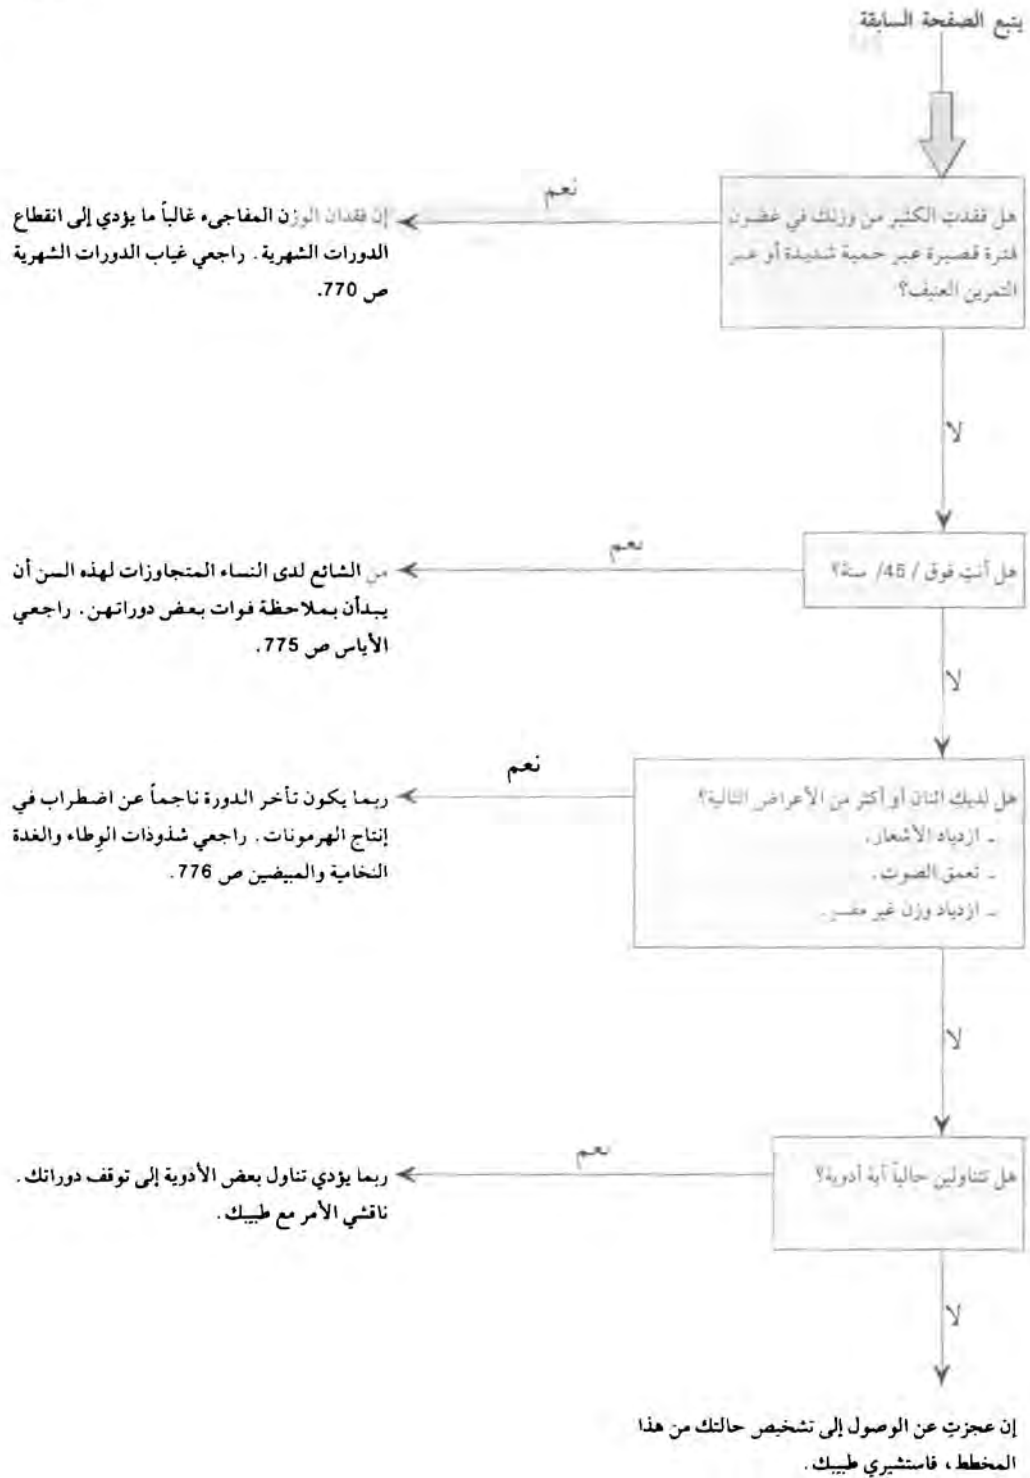 يتبع الصفحة السابقة
هل فقدتِ الكثير من وزنك في غضون
فترة قصيرة عبر حمية شديدة أو عبر
التمرين العنيف؟
نعم
إن فقدان الوزن المفاجىء غالباً ما يؤدي إلى انقطاع
الدورات الشهرية. راجعي غياب الدورات الشهرية
ص 770.
لا
هل أنتِ فوق / 45/ سنة؟
نعم
من الشائع لدى النساء المتجاوزات لهذه السن أن
يبدأن بملاحظة فوات بعض دوراتهن. راجعي
الأياس ص 775.
لا
هل لديك اثنان أو أكثر من الأعراض التالية؟
ـ ازدياد الأشعار.
ـ تعمق الصوت.
ـ ازدياد وزن غير مفسر.
نعم
ربما يكون تأخر الدورة ناجماً عن اضطراب في
إنتاج الهرمونات. راجعي شذوذات الوِطاء والغدة
النخامية والمبيضين ص 776.
لا
هل تتناولين حالياً أية أدوية؟
نعم
ربما يؤدي تناول بعض الأدوية إلى توقف دوراتك.
ناقشي الأمر مع طبيبك.
لا
إن عجزتِ عن الوصول إلى تشخيص حالتك من هذا
المخطط، فاستشيري طبيبك.